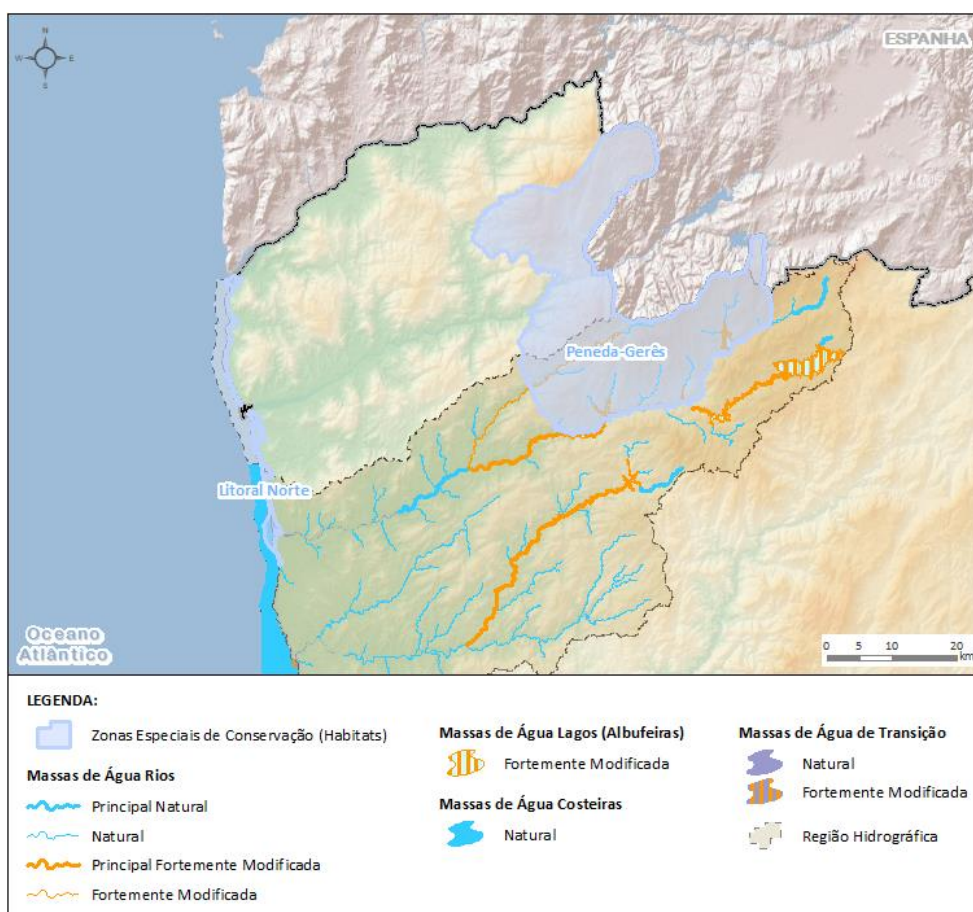 N
W E
S
ESPANHA
Peneda-Gerês
Litoral Norte
Oceano
Atlântico
0 5 10 20
km
LEGENDA:
Zonas Especiais de Conservação (Habitats)
Massas de Água Rios
Principal Natural
Natural
Principal Fortemente Modificada
Fortemente Modificada
Massas de Água Lagos (Albufeiras)
Fortemente Modificada
Massas de Água Costeiras
Natural
Massas de Água de Transição
Natural
Fortemente Modificada
Região Hidrográfica